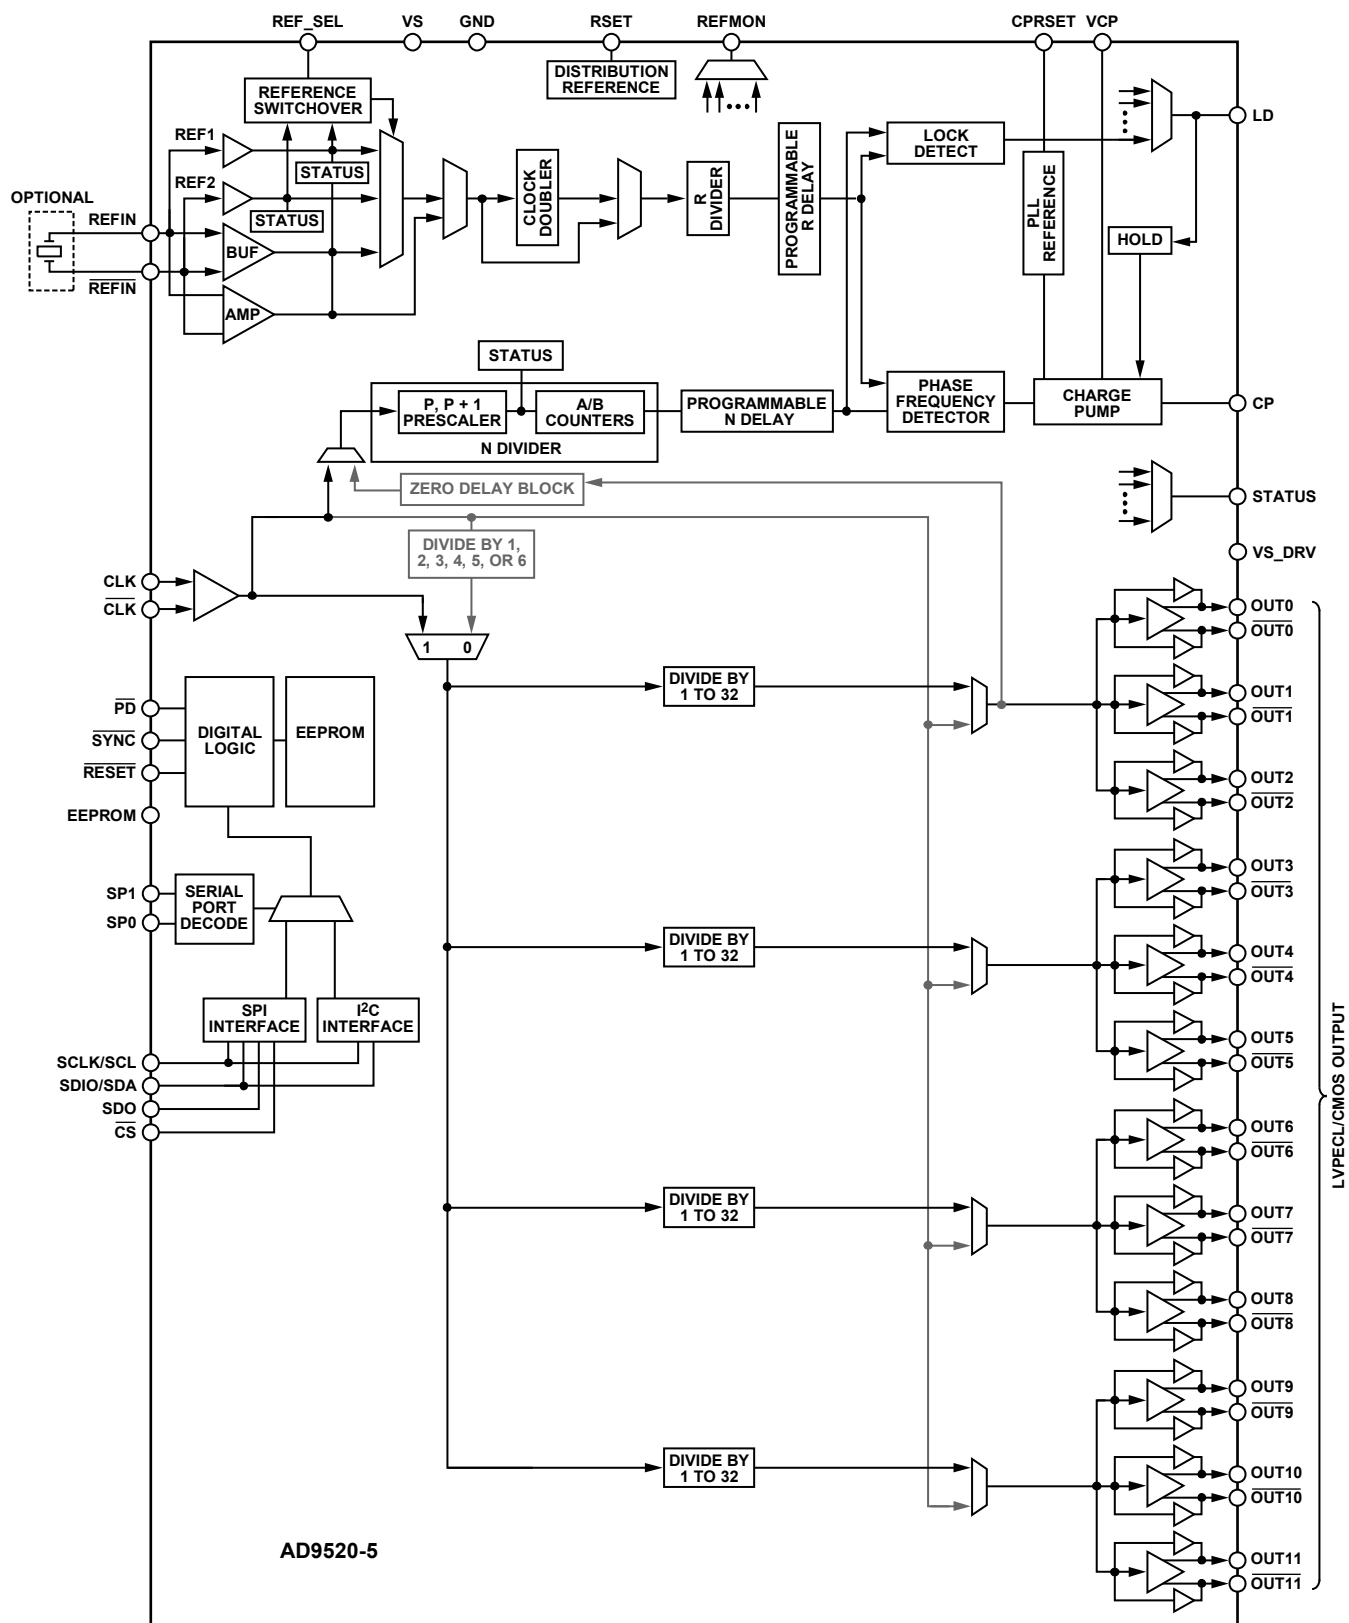 REF_SEL VS GND RSET REFMON CPRSET VCP
DISTRIBUTION
REFERENCE
REFERENCE
SWITCHOVER
LD
REF1
STATUS
REF2
STATUS
CLOCK
DOUBLER
R
DIVIDER
PROGRAMMABLE
R DELAY
LOCK
DETECT
PLL
REFERENCE
HOLD
OPTIONAL
REFIN
BUF
REFIN
AMP
STATUS
P, P + 1
PRESCALER
A/B
COUNTERS
N DIVIDER
PROGRAMMABLE
N DELAY
PHASE
FREQUENCY
DETECTOR
CHARGE
PUMP
CP
ZERO DELAY BLOCK
STATUS
DIVIDE BY 1,
2, 3, 4, 5, OR 6
VS_DRV
CLK
CLK
1 0
OUT0
OUT0
DIVIDE BY
1 TO 32
OUT1
OUT1
PD
SYNC
RESET
DIGITAL
LOGIC
EEPROM
OUT2
OUT2
EEPROM
SP1
SP0
SERIAL
PORT
DECODE
OUT3
OUT3
DIVIDE BY
1 TO 32
OUT4
OUT4
SPI
INTERFACE
I²C
INTERFACE
OUT5
OUT5
SCLK/SCL
SDIO/SDA
SDO
CS
LVPECL/CMOS OUTPUT
OUT6
OUT6
DIVIDE BY
1 TO 32
OUT7
OUT7
OUT8
OUT8
OUT9
OUT9
DIVIDE BY
1 TO 32
OUT10
OUT10
AD9520-5
OUT11
OUT11